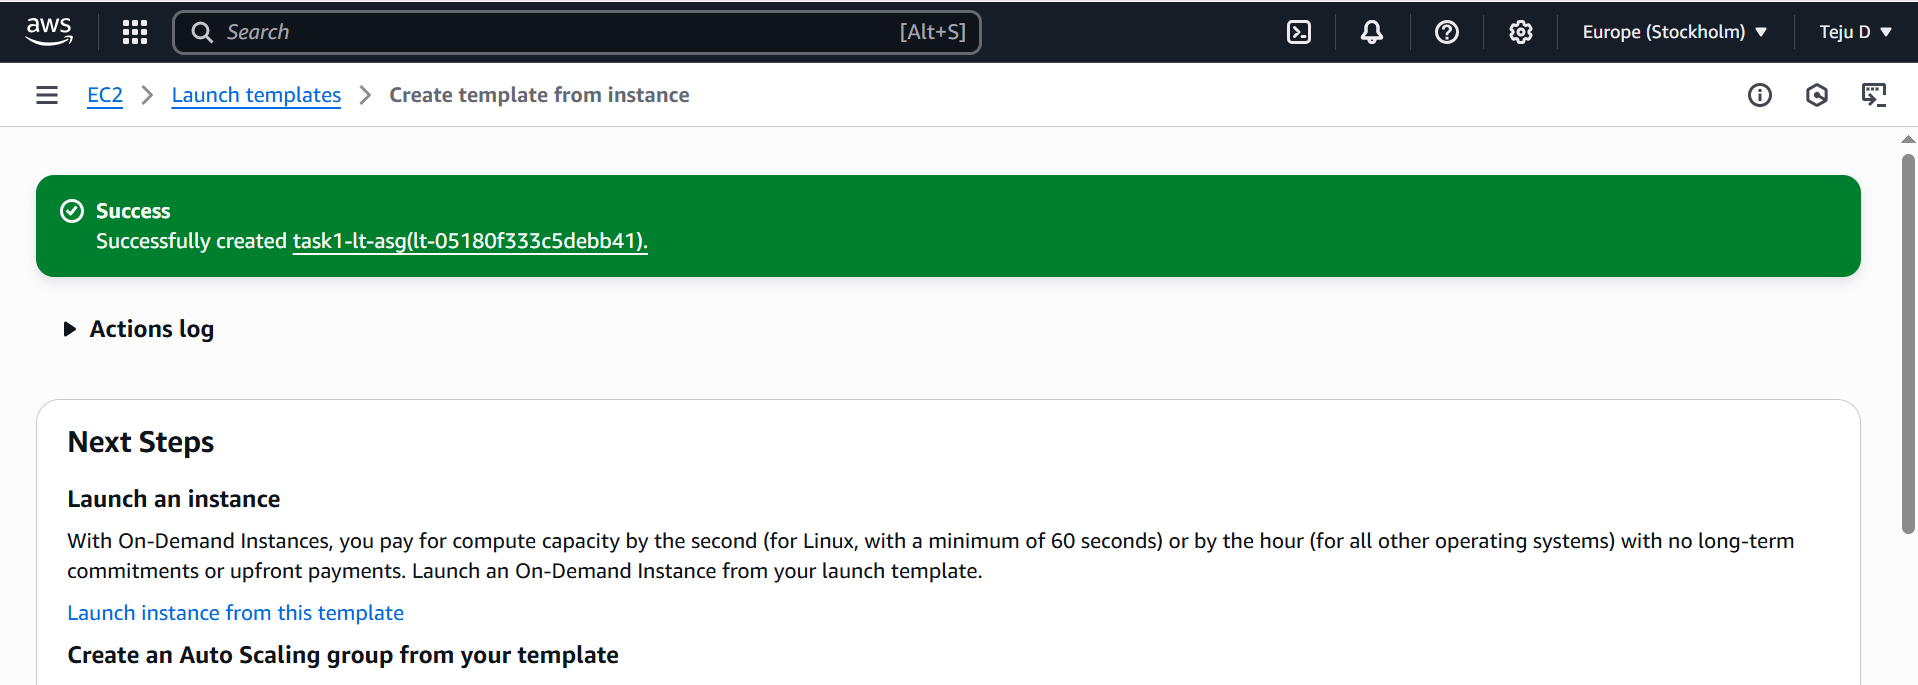 aws
Search
[Alt+S]
Europe (Stockholm)
Teju D
EC2
Launch templates
Create template from instance
Success
Successfully created task1-lt-asg(lt-05180f333c5debb41).
Actions log
Next Steps
Launch an instance
With On-Demand Instances, you pay for compute capacity by the second (for Linux, with a minimum of 60 seconds) or by the hour (for all other operating systems) with no long-term
commitments or upfront payments. Launch an On-Demand Instance from your launch template.
Launch instance from this template
Create an Auto Scaling group from your template